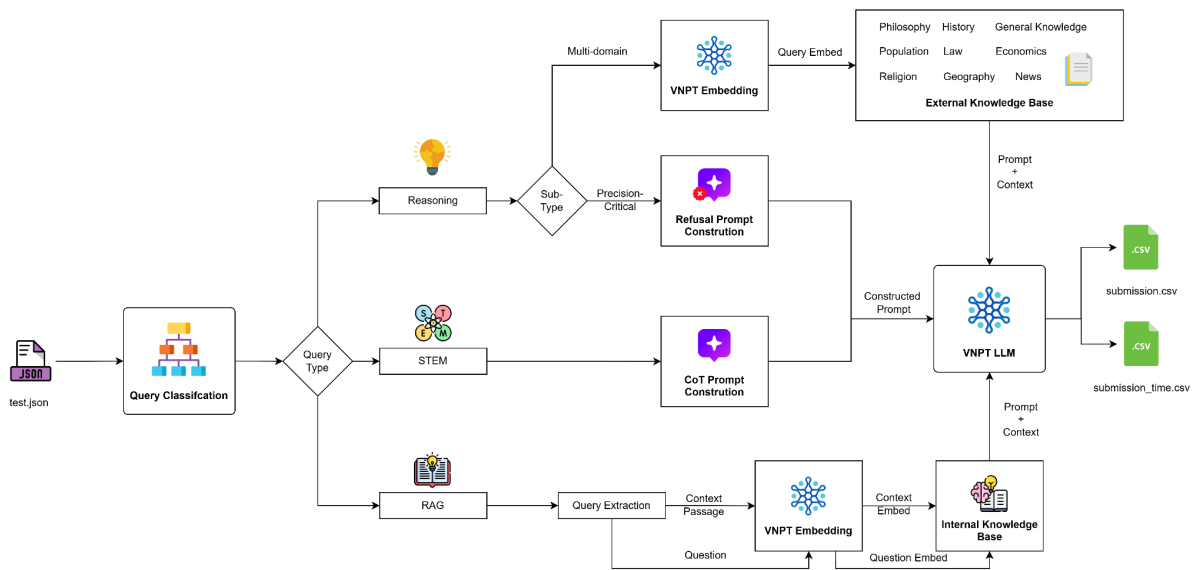 Philosophy History General Knowledge
Population Law Economics
Religion Geography News
External Knowledge Base
Multi-domain
VNPT Embedding
Query Embed
Prompt
+
Context
Reasoning
Sub-
Type
Precision-
Critical
Refusal Prompt
Constrution
Constructed
Prompt
.CSV
submission.csv
JSON
test.json
Query Classifcation
Query
Type
S T
E M
STEM
CoT Prompt
Constrution
VNPT LLM
.CSV
submission_time.csv
Prompt
+
Context
RAG
Query Extraction
Context
Passage
Question
VNPT Embedding
Context
Embed
Question Embed
Internal Knowledge
Base